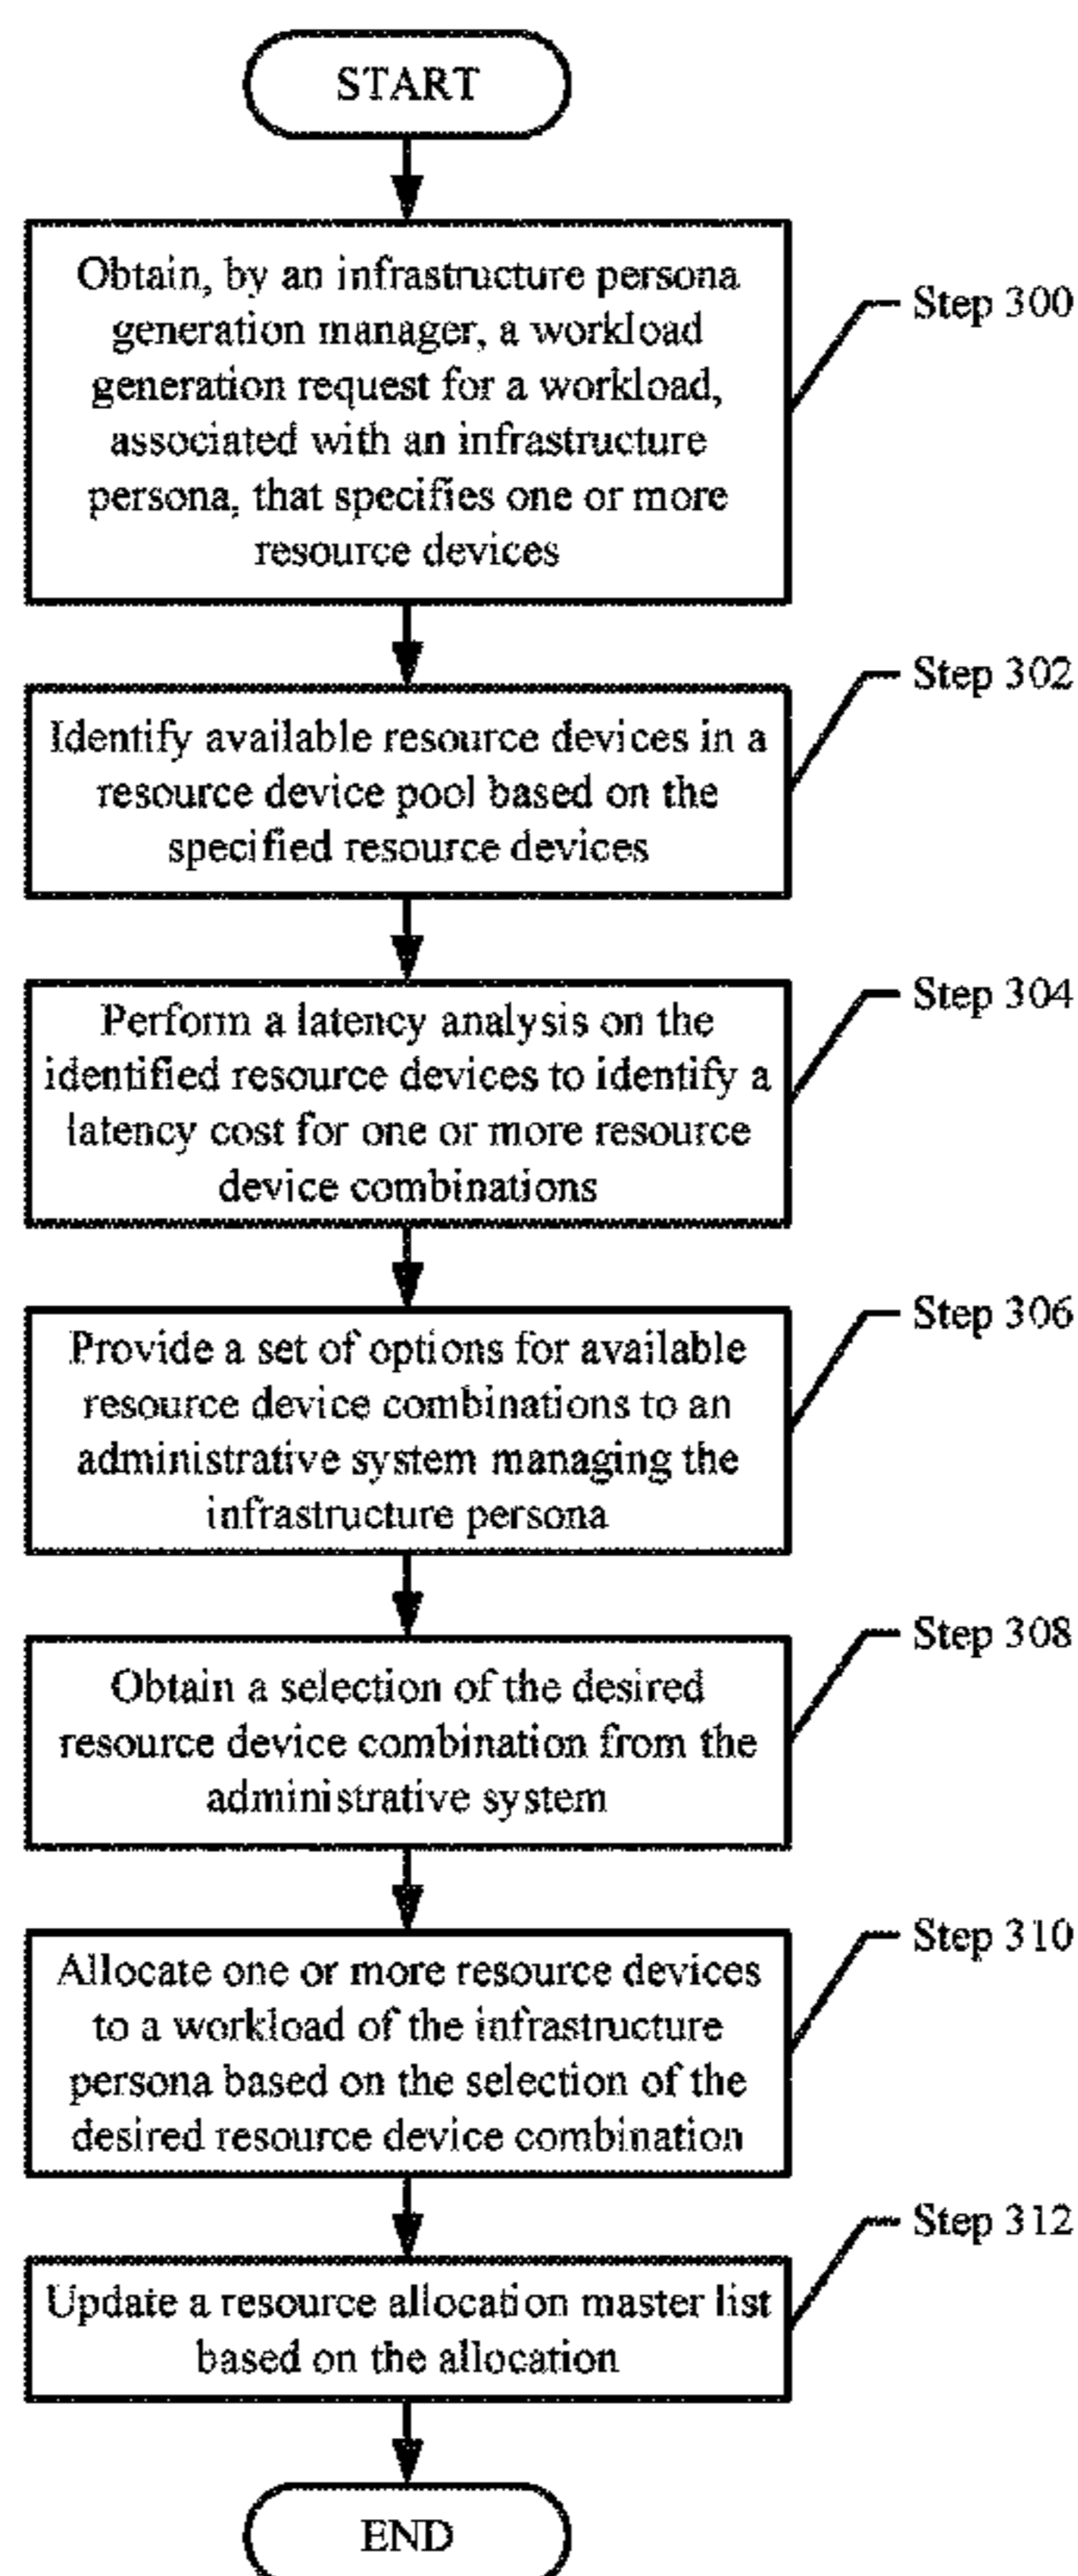 START
Obtain, by an infrastructure persona
generation manager, a workload
generation request for a workload,
associated with an infrastructure
persona, that specifies one or more
resource devices
Step 300
Identify available resource devices in a
resource device pool based on the
specified resource devices
Step 302
Perform a latency analysis on the
identified resource devices to identify a
latency cost for one or more resource
device combinations
Step 304
Provide a set of options for available
resource device combinations to an
administrative system managing the
infrastructure persona
Step 306
Obtain a selection of the desired
resource device combination from the
administrative system
Step 308
Allocate one or more resource devices
to a workload of the infrastructure
persona based on the selection of the
desired resource device combination
Step 310
Update a resource allocation master list
based on the allocation
Step 312
END